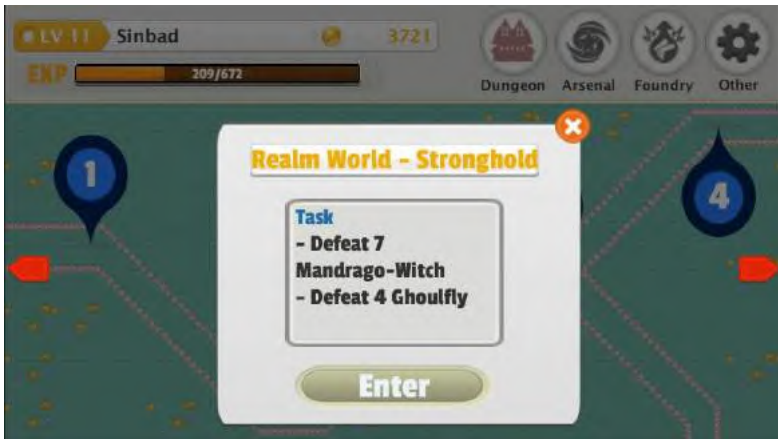 LV 11 Sinbad 3721
EXP 209/672
Dungeon Arsenal Foundry Other
1
4
Realm World - Stronghold
Task
- Defeat 7
Mandrago-Witch
- Defeat 4 Ghoulfly
Enter